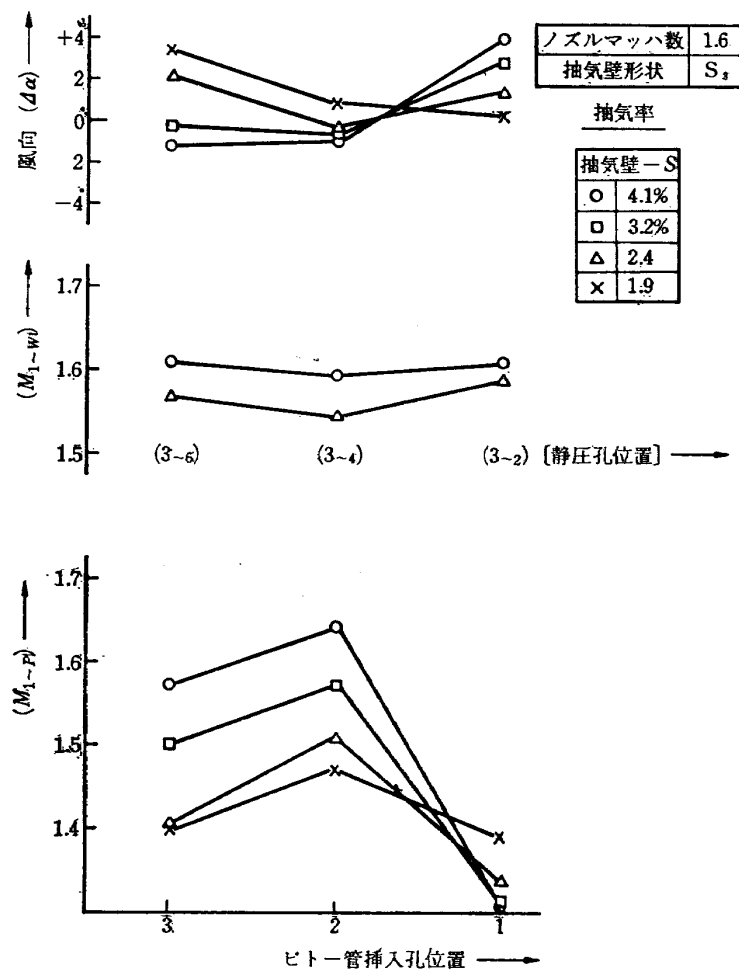 ノズルマッハ数 1.6
抽気壁形状 S₃
抽気率
抽気壁－S
○ 4.1%
□ 3.2%
△ 2.4
× 1.9
風向 (Δα)
+4°
2
0°
2
-4°
(M₁~Wl)
1.7
1.6
1.5
(3~6) (3~4) (3~2) [静圧孔位置]
(M₁~Pl)
1.7
1.6
1.5
1.4
3 2 1
ピトー管挿入孔位置